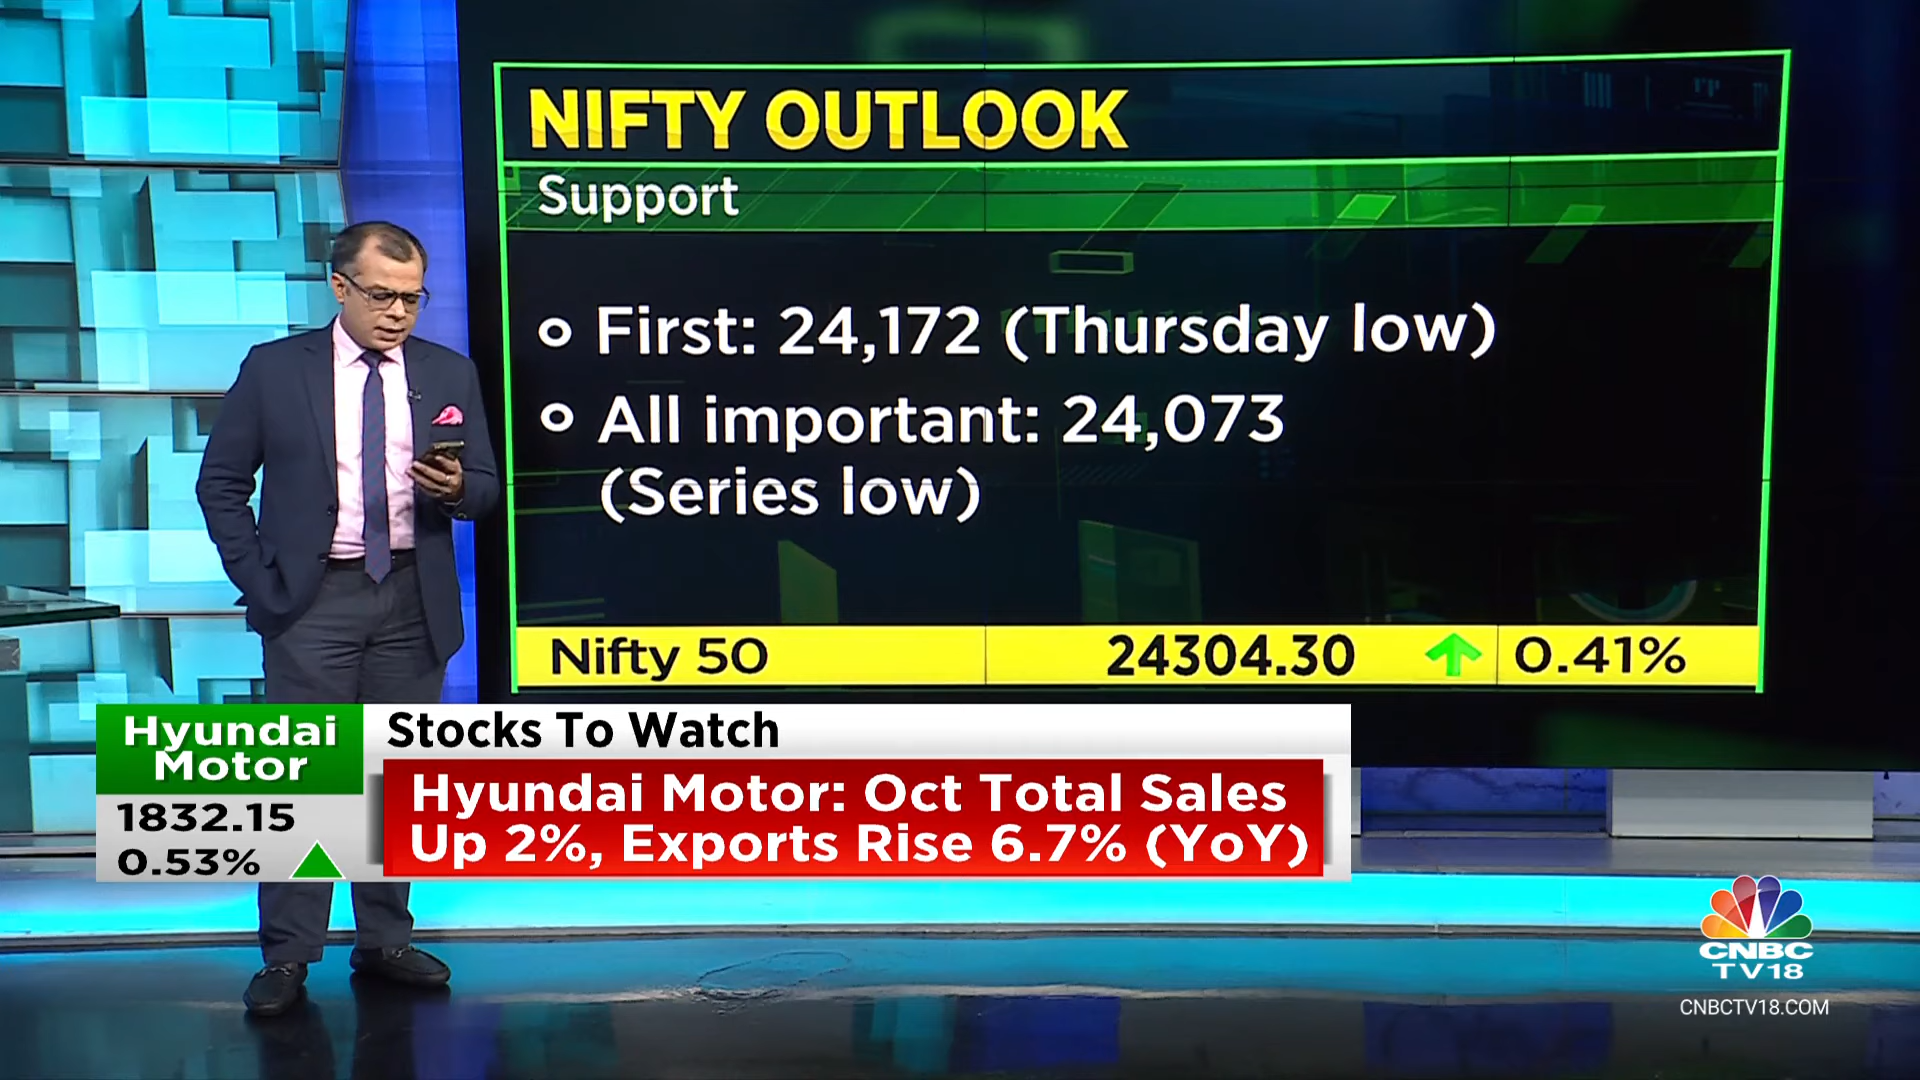 NIFTY OUTLOOK
Support
First: 24,172 (Thursday low)
All important: 24,073
(Series low)
Nifty 50 24304.30 0.41%
Hyundai
Motor
1832.15
0.53%
Stocks To Watch
Hyundai Motor: Oct Total Sales
Up 2%, Exports Rise 6.7% (YoY)
CNBC
TV18
CNBCTV18.COM